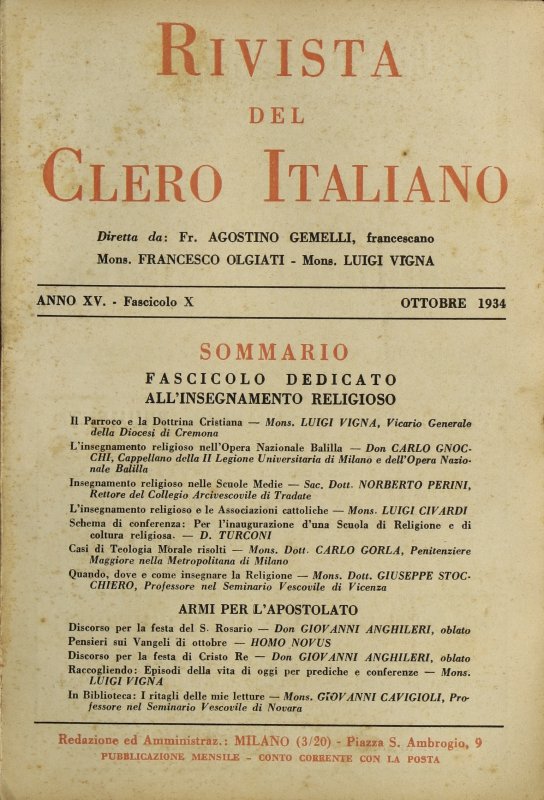 RIVISTA
DEL
CLERO ITALIANO
Diretta da: Fr. AGOSTINO GEMELLI, francescano
Mons. FRANCESCO OLGIATI - Mons. LUIGI VIGNA
ANNO XV. - Fascicolo X OTTOBRE 1934
SOMMARIO
FASCICOLO DEDICATO
ALL'INSEGNAMENTO RELIGIOSO
Il Parroco e la Dottrina Cristiana — Mons. LUIGI VIGNA, Vicario Generale
della Diocesi di Cremona
L'insegnamento religioso nell'Opera Nazionale Balilla — Don CARLO GNOC-
CHI, Cappellano della II Legione Universitaria di Milano e dell'Opera Nazio-
nale Balilla
Insegnamento religioso nelle Scuole Medie — Sac. Dott. NORBERTO PERINI,
Rettore del Collegio Arcivescovile di Tradate
L'insegnamento religioso e le Associazioni cattoliche — Mons. LUIGI CIVARDI
Schema di conferenza: Per l'inaugurazione d'una Scuola di Religione e di
coltura religiosa. — D. TURCONI
Casi di Teologia Morale risolti — Mons. Dott. CARLO GORLA, Penitenziere
Maggiore nella Metropolitana di Milano
Quando, dove e come insegnare la Religione — Mons. Dott. GIUSEPPE STOC-
CHIERO, Professore nel Seminario Vescovile di Vicenza
ARMI PER L'APOSTOLATO
Discorso per la festa del S. Rosario — Don GIOVANNI ANGHILERI, oblato
Pensieri sui Vangeli di ottobre — HOMO NOVUS
Discorso per la festa di Cristo Re — Don GIOVANNI ANGHILERI, oblato
Raccogliendo: Episodi della vita di oggi per prediche e conferenze — Mons.
LUIGI VIGNA
In Biblioteca: I ritagli delle mie letture — Mons. GIOVANNI CAVIGIOLI, Pro-
fessore nel Seminario Vescovile di Novara
Redazione ed Amministraz.: MILANO (3/20) - Piazza S. Ambrogio, 9
PUBBLICAZIONE MENSILE - CONTO CORRENTE CON LA POSTA